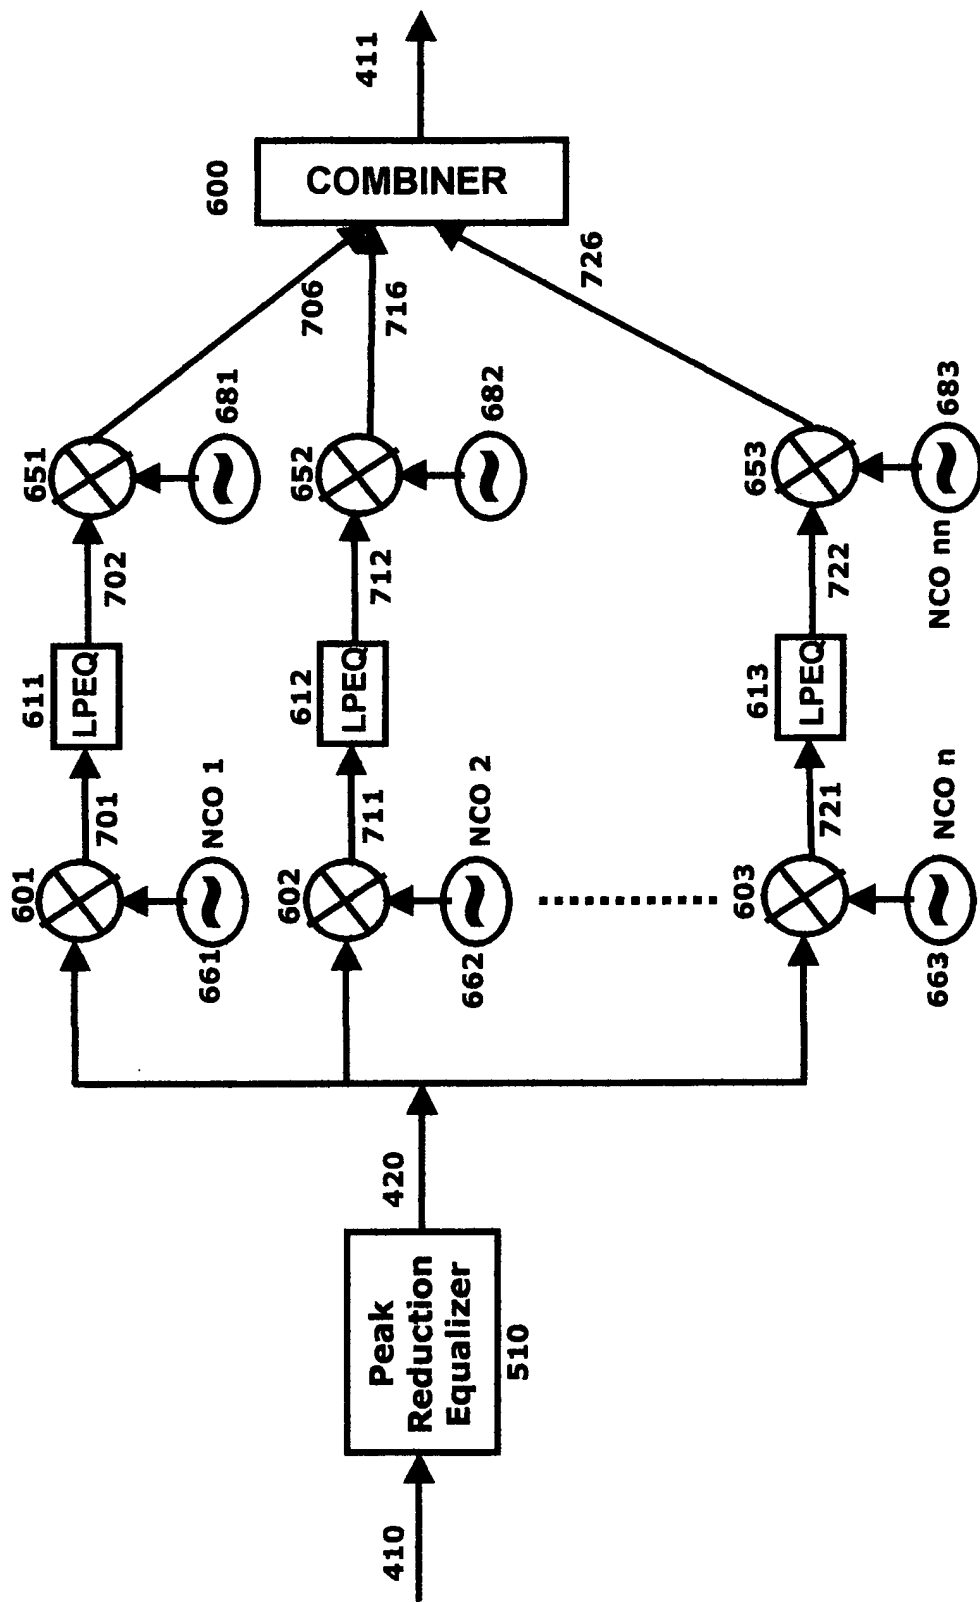 410
Peak
Reduction
Equalizer
510
420
601
661
NCO 1
701
611
LPEQ
702
651
681
706
602
662
NCO 2
711
612
LPEQ
712
652
682
716
603
663
NCO n
721
613
LPEQ
722
653
NCO nn
683
726
600
COMBINER
411